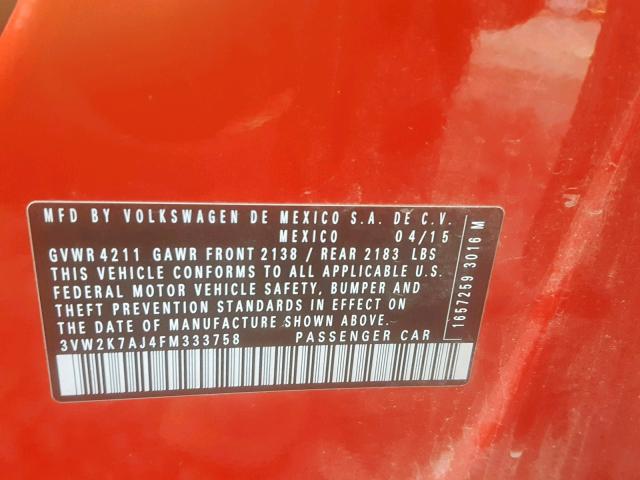 MFD BY VOLKSWAGEN DE MEXICO S.A. DE C.V.
MEXICO 04/15
GVWR 4211 GAWR FRONT 2138 / REAR 2183 LBS
THIS VEHICLE CONFORMS TO ALL APPLICABLE U.S.
FEDERAL MOTOR VEHICLE SAFETY, BUMPER AND
THEFT PREVENTION STANDARDS IN EFFECT ON
THE DATE OF MANUFACTURE SHOWN ABOVE.
3VW2K7AJ4FM333758 PASSENGER CAR
1657259 3016 M